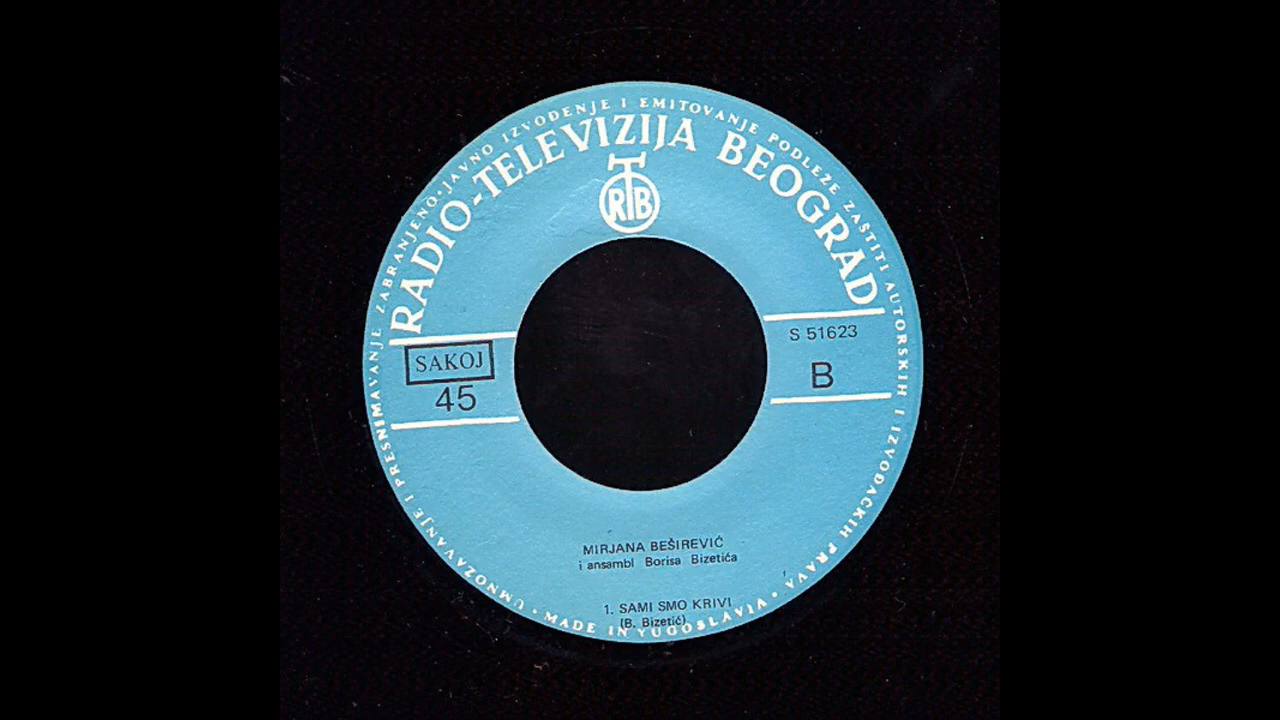 UMNOŽAVANJE I PRESNIMAVANJE ZABRANJENO • JAVNO IZVOĐENJE I EMITOVANJE PODLEŽE ZAŠTITI AUTORSKIH I IZVOĐAČKIH PRAVA •
RADIO-TELEVIZIJA BEOGRAD
RTB
SAKOJ
45
S 51623
B
MIRJANA BEŠIREVIĆ
i ansambl Borisa Bizetića
1. SAMI SMO KRIVI
(B. Bizetić)
MADE IN YUGOSLAVIA •